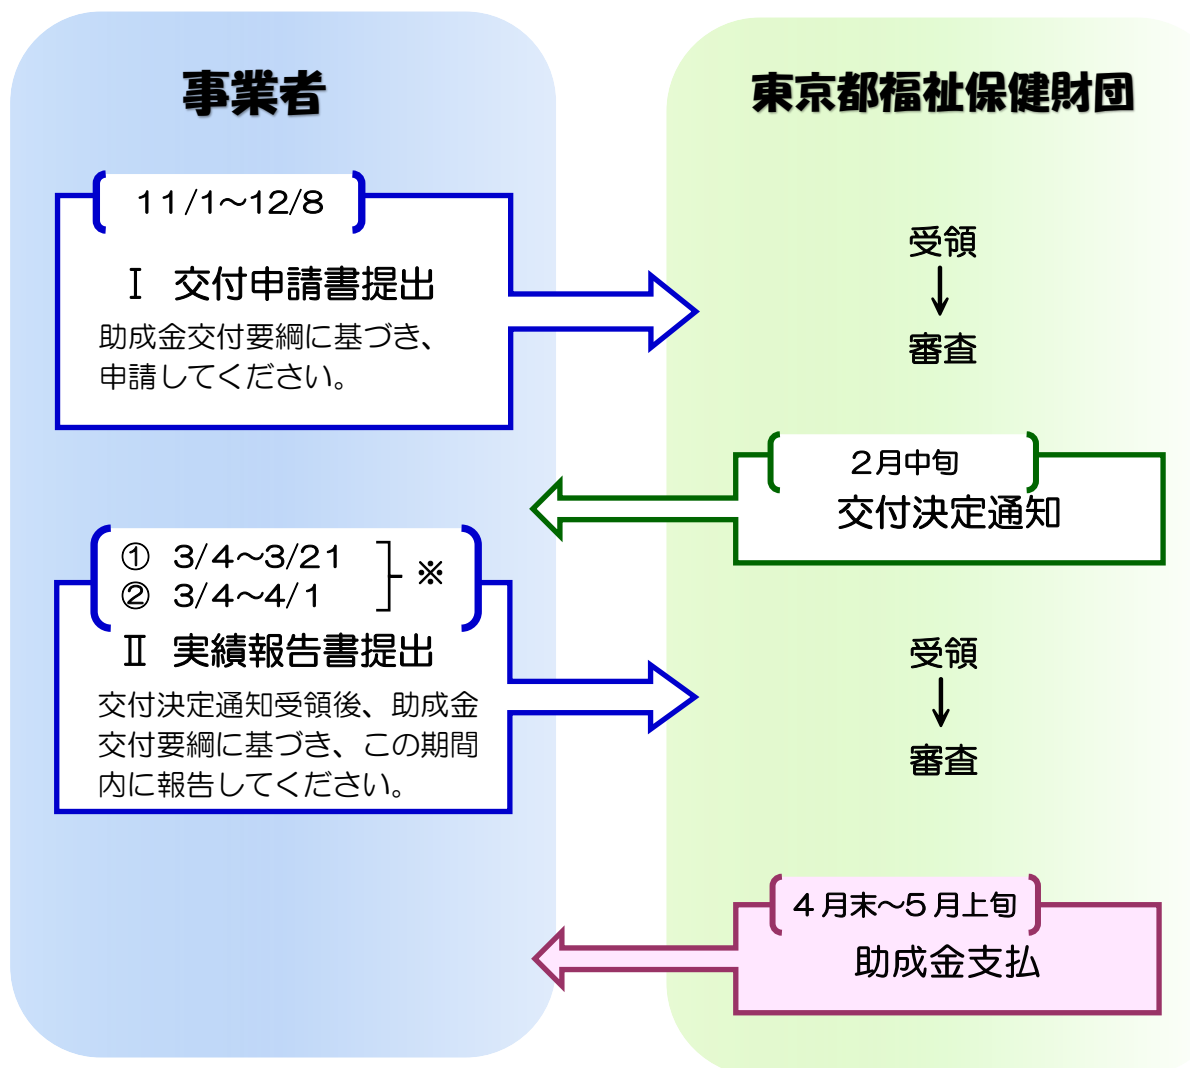 事業者
東京都福祉保健財団
11/1～12/8
Ⅰ 交付申請書提出
助成金交付要綱に基づき、
申請してください。
受領
審査
2月中旬
交付決定通知
① 3/4～3/21
② 3/4～4/1
※
Ⅱ 実績報告書提出
交付決定通知受領後、助成金
交付要綱に基づき、この期間
内に報告してください。
受領
審査
4月末～5月上旬
助成金支払